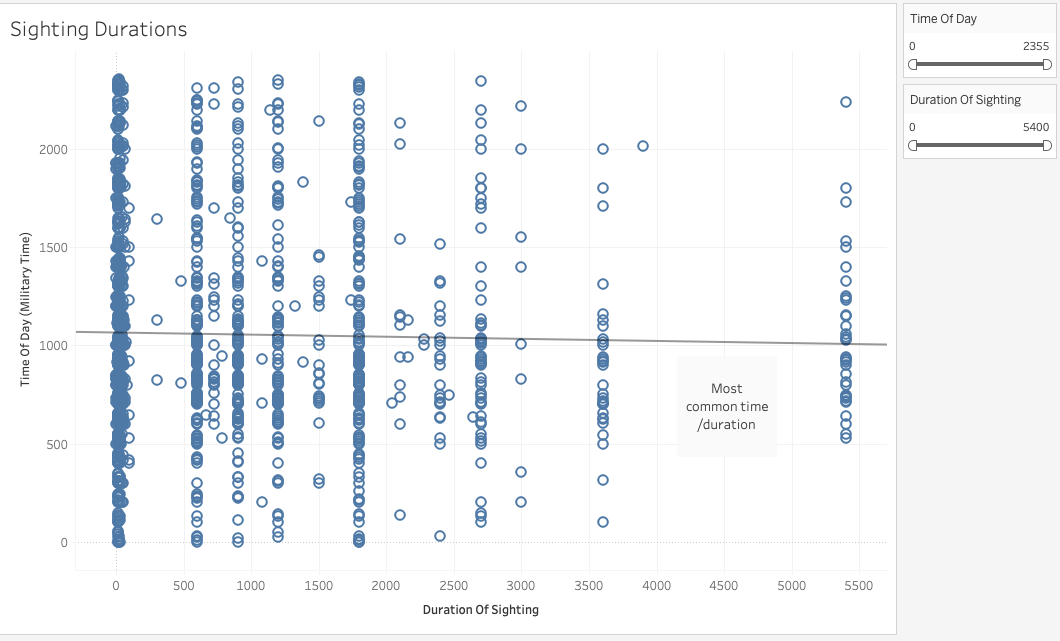 Sighting Durations
Time Of Day
0 2355
Duration Of Sighting
0 5400
Time Of Day (Military Time)
2000
1500
1000
500
0
Most
common time
/duration
0 500 1000 1500 2000 2500 3000 3500 4000 4500 5000 5500
Duration Of Sighting